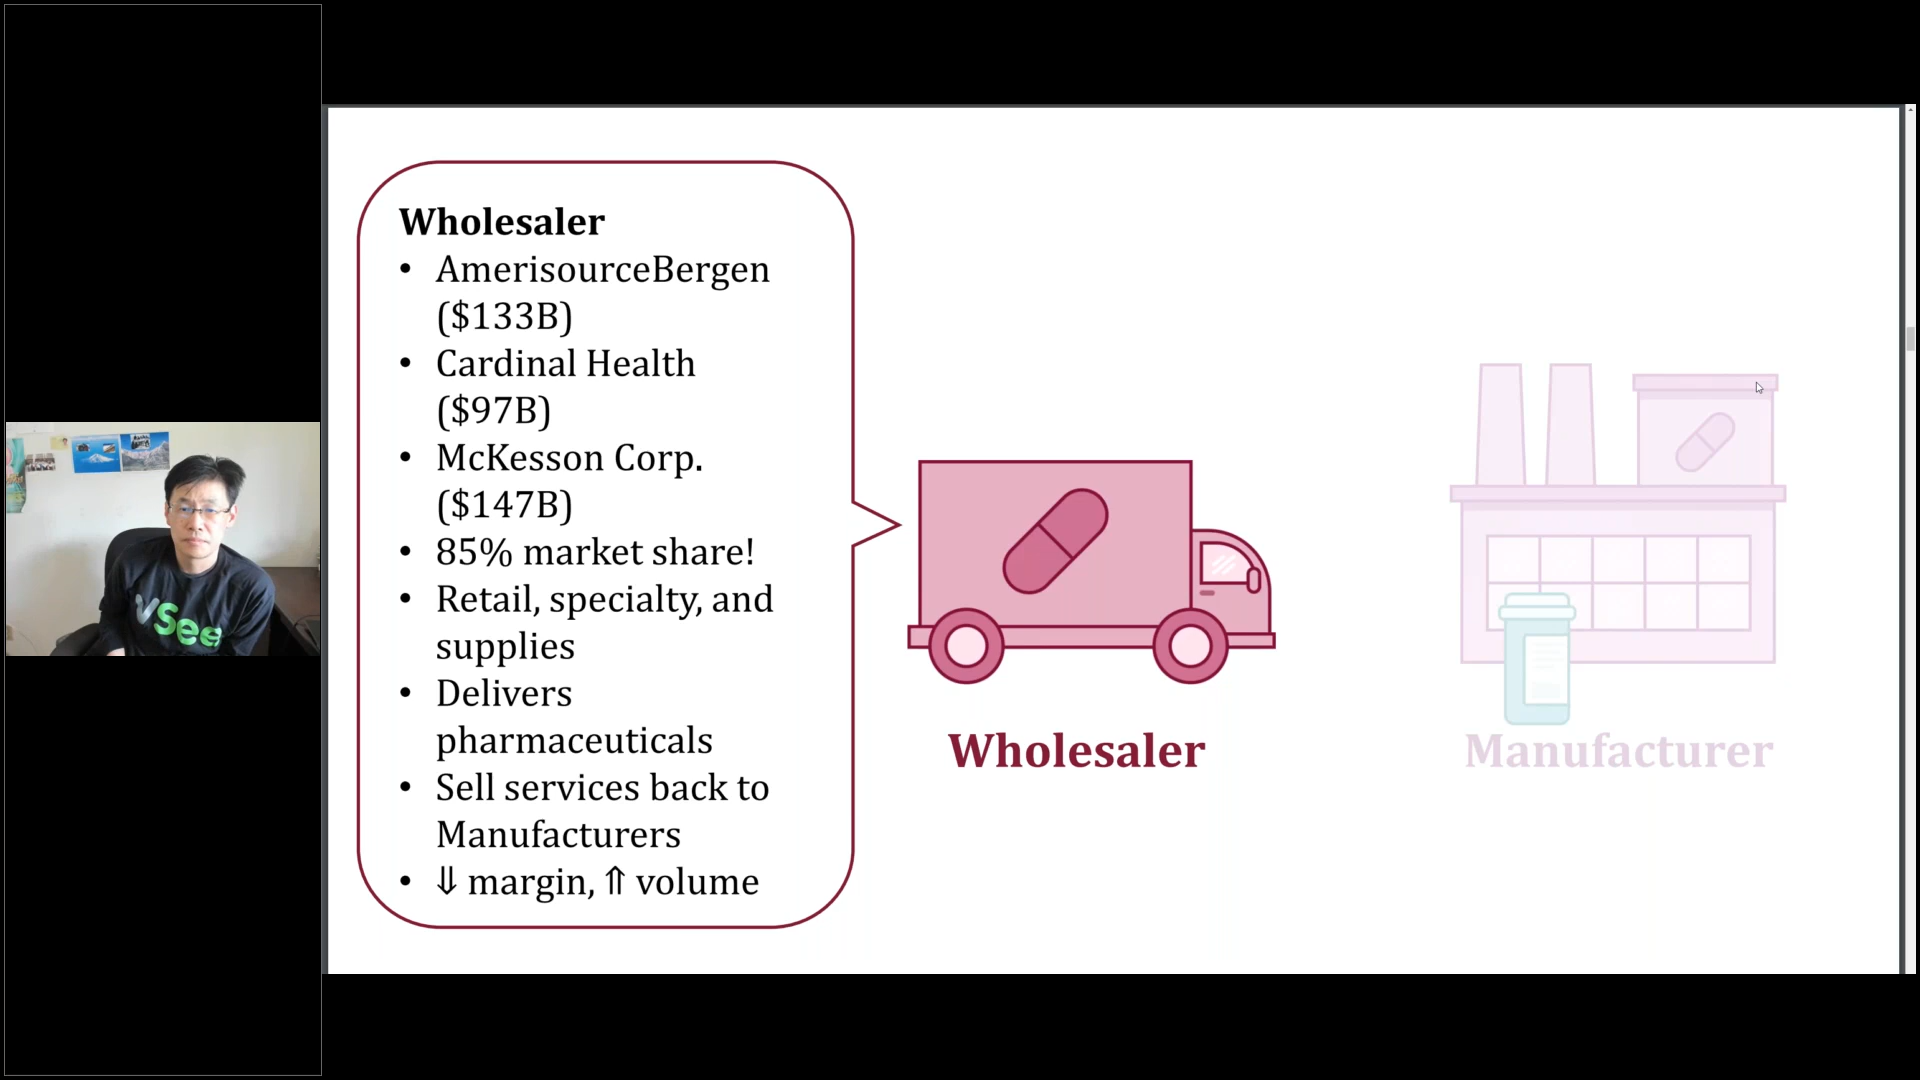 Wholesaler
• AmerisourceBergen
($133B)
• Cardinal Health
($97B)
• McKesson Corp.
($147B)
• 85% market share!
• Retail, specialty, and
supplies
• Delivers
pharmaceuticals
• Sell services back to
Manufacturers
• ⇓ margin, ⇑ volume
Wholesaler
Manufacturer
vSee